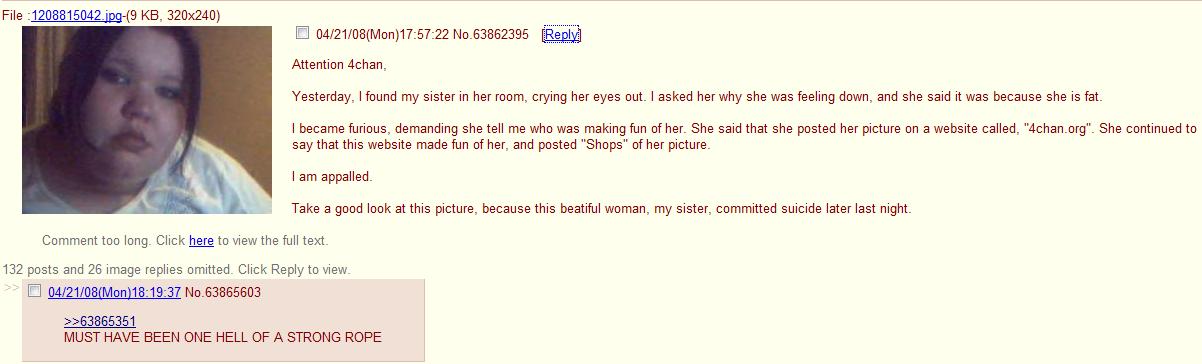 File :1208815042.jpg-(9 KB, 320x240)
04/21/08(Mon)17:57:22 No.63862395 [Reply]
Attention 4chan,
Yesterday, I found my sister in her room, crying her eyes out. I asked her why she was feeling down, and she said it was because she is fat.
I became furious, demanding she tell me who was making fun of her. She said that she posted her picture on a website called, "4chan.org". She continued to
say that this website made fun of her, and posted "Shops" of her picture.
I am appalled.
Take a good look at this picture, because this beatiful woman, my sister, committed suicide later last night.
Comment too long. Click here to view the full text.
132 posts and 26 image replies omitted. Click Reply to view.
>> 04/21/08(Mon)18:19:37 No.63865603
>>63865351
MUST HAVE BEEN ONE HELL OF A STRONG ROPE